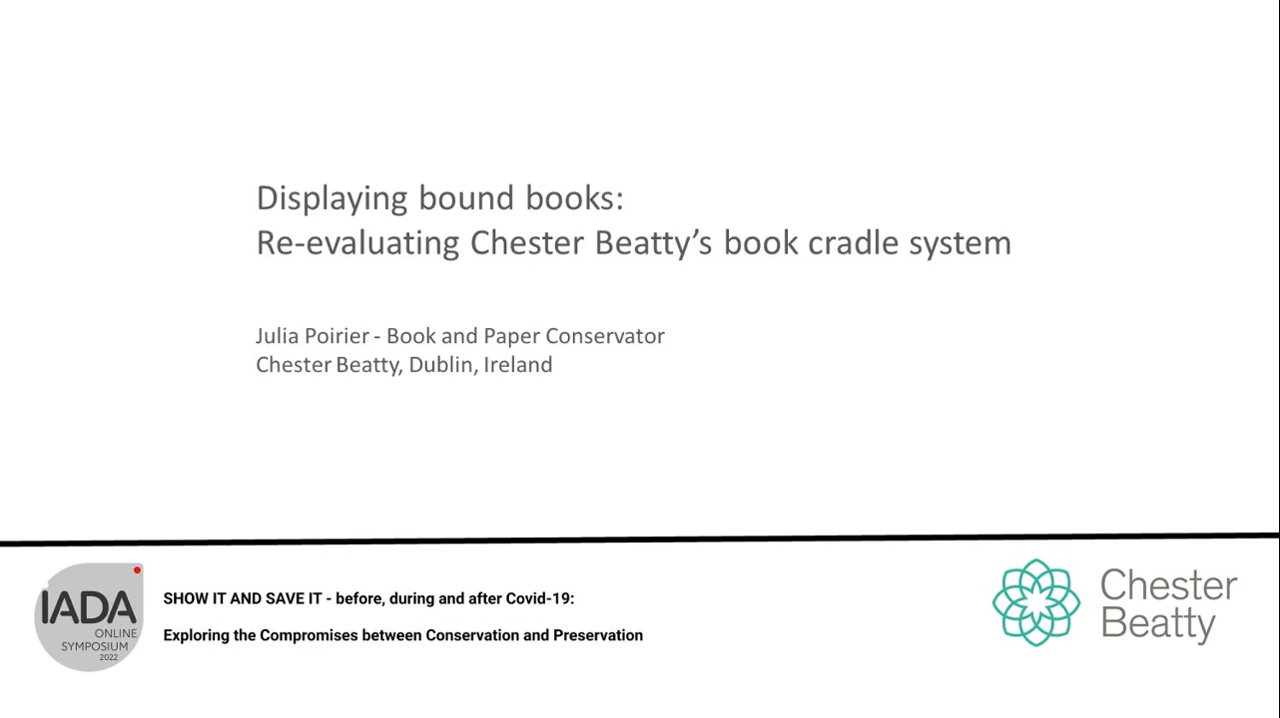 Displaying bound books:
Re-evaluating Chester Beatty's book cradle system
Julia Poirier - Book and Paper Conservator
Chester Beatty, Dublin, Ireland
IADA
ONLINE
SYMPOSIUM
2022
SHOW IT AND SAVE IT - before, during and after Covid-19:
Exploring the Compromises between Conservation and Preservation
Chester
Beatty